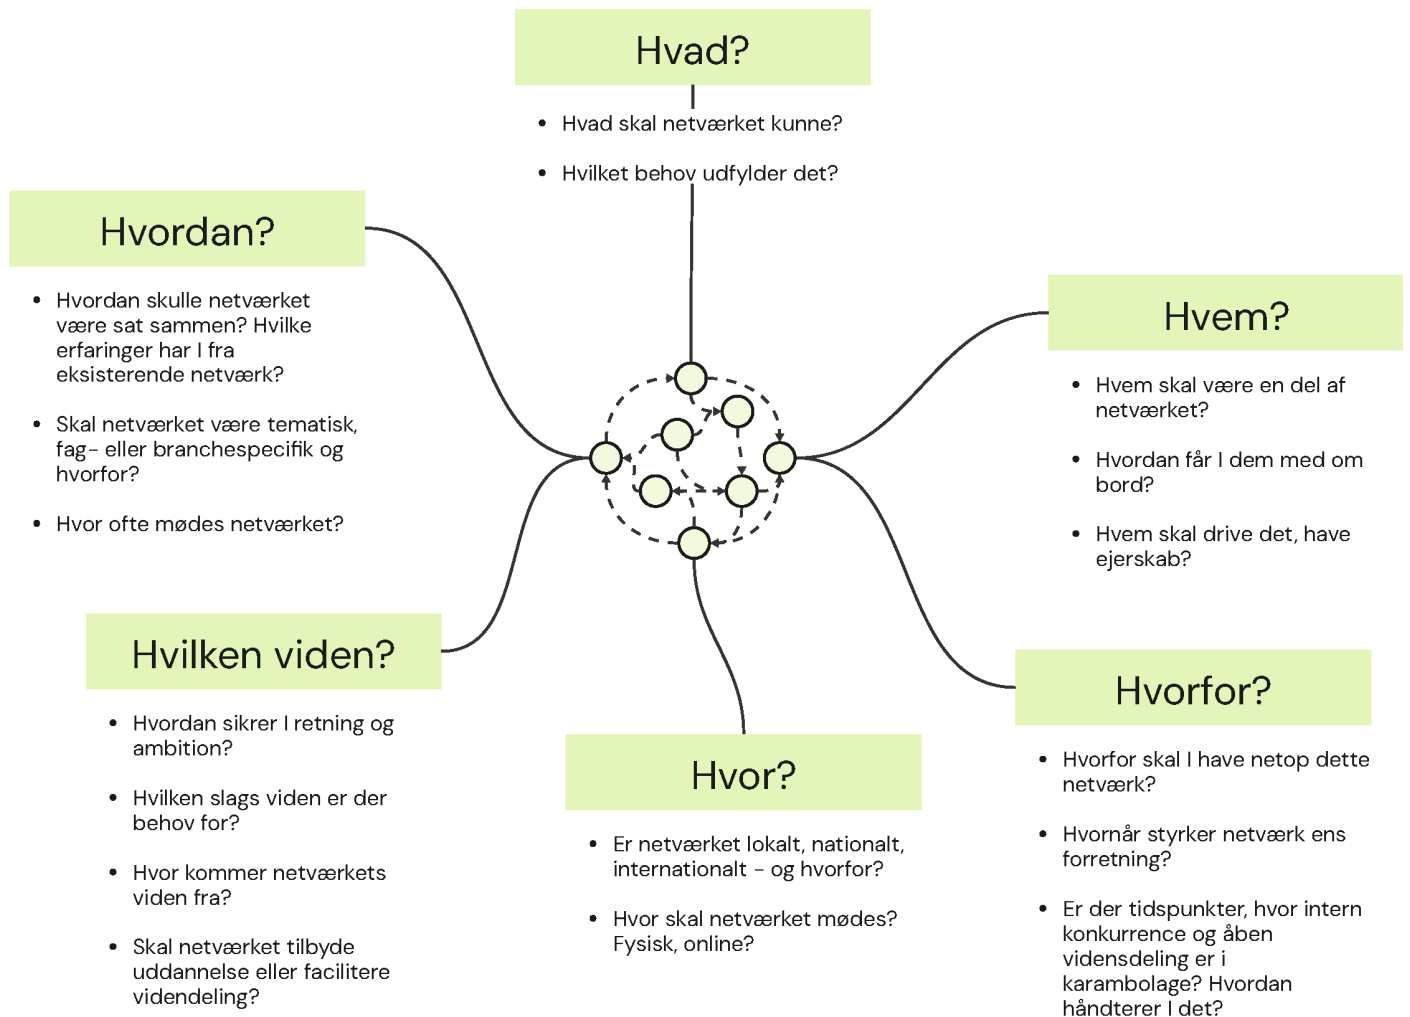 Hvad?
• Hvad skal netværket kunne?
• Hvilket behov udfylder det?
Hvordan?
• Hvordan skulle netværket
være sat sammen? Hvilke
erfaringer har I fra
eksisterende netværk?
• Skal netværket være tematisk,
fag- eller branchespecifik og
hvorfor?
• Hvor ofte mødes netværket?
Hvem?
• Hvem skal være en del af
netværket?
• Hvordan får I dem med om
bord?
• Hvem skal drive det, have
ejerskab?
Hvilken viden?
• Hvordan sikrer I retning og
ambition?
• Hvilken slags viden er der
behov for?
• Hvor kommer netværkets
viden fra?
• Skal netværket tilbyde
uddannelse eller facilitere
videndeling?
Hvor?
• Er netværket lokalt, nationalt,
internationalt - og hvorfor?
• Hvor skal netværket mødes?
Fysisk, online?
Hvorfor?
• Hvorfor skal I have netop dette
netværk?
• Hvornår styrker netværk ens
forretning?
• Er der tidspunkter, hvor intern
konkurrence og åben
vidensdeling er i
karambolage? Hvordan
håndterer I det?